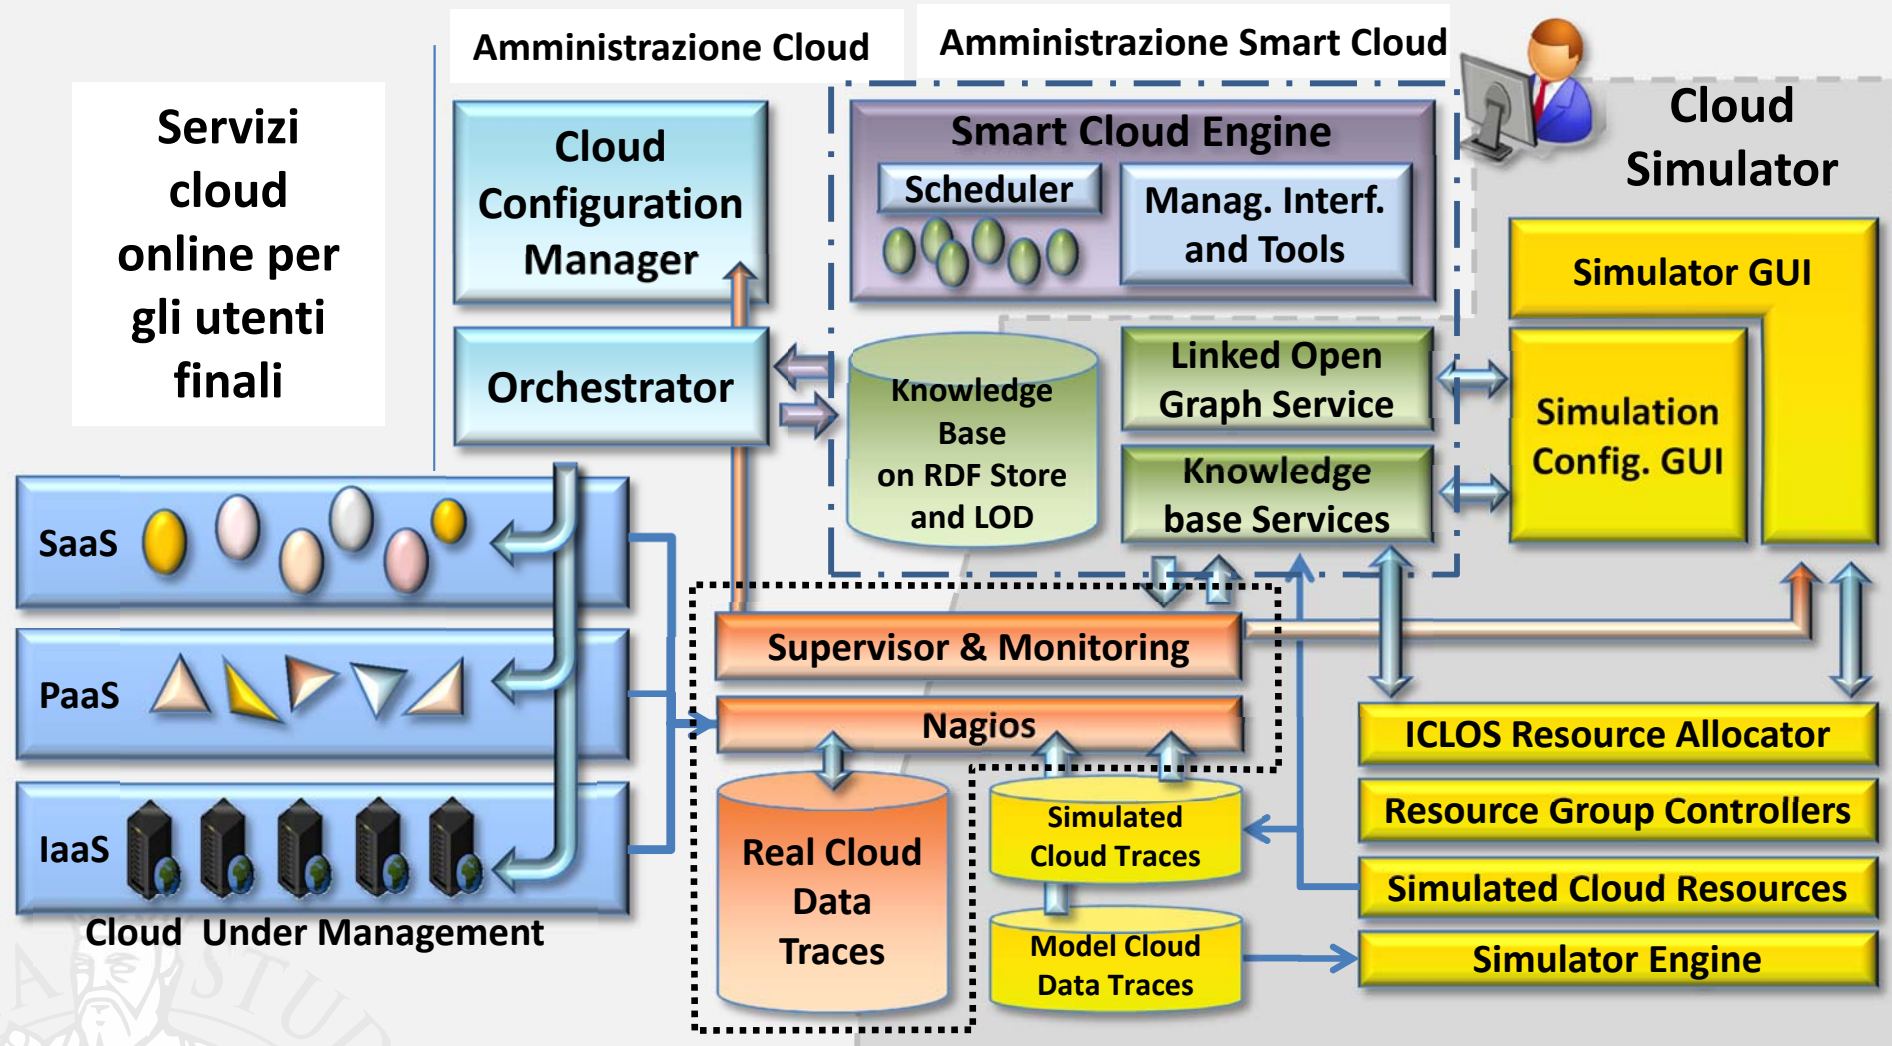 Servizi
cloud
online per
gli utenti
finali
Amministrazione Cloud
Amministrazione Smart Cloud
Cloud
Configuration
Manager
Orchestrator
Smart Cloud Engine
Scheduler
Manag. Interf.
and Tools
Knowledge
Base
on RDF Store
and LOD
Linked Open
Graph Service
Knowledge
base Services
Cloud
Simulator
Simulator GUI
Simulation
Config. GUI
SaaS
PaaS
IaaS
Cloud Under Management
Supervisor & Monitoring
Nagios
Real Cloud
Data
Traces
Simulated
Cloud Traces
Model Cloud
Data Traces
ICLOS Resource Allocator
Resource Group Controllers
Simulated Cloud Resources
Simulator Engine